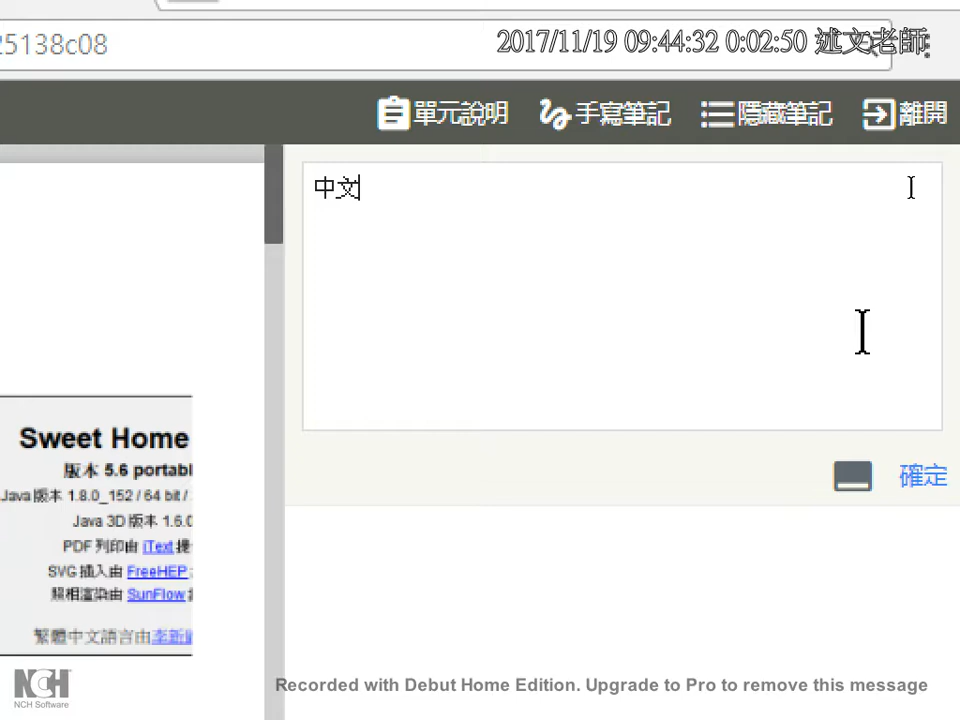 25138c08
2017/11/19 09:44:32 0:02:50 述文老師
單元說明 手寫筆記 隱藏筆記 離開
中文
確定
Sweet Home
版本 5.6 portabl
Java 版本 1.8.0_152 / 64 bit /
Java 3D 版本 1.6.0
PDF 列印由 iText
SVG 插入由 FreeHEP
照相渲染由 SunFlow
繁體中文語言由李新
NCH
NCH Software
Recorded with Debut Home Edition. Upgrade to Pro to remove this message